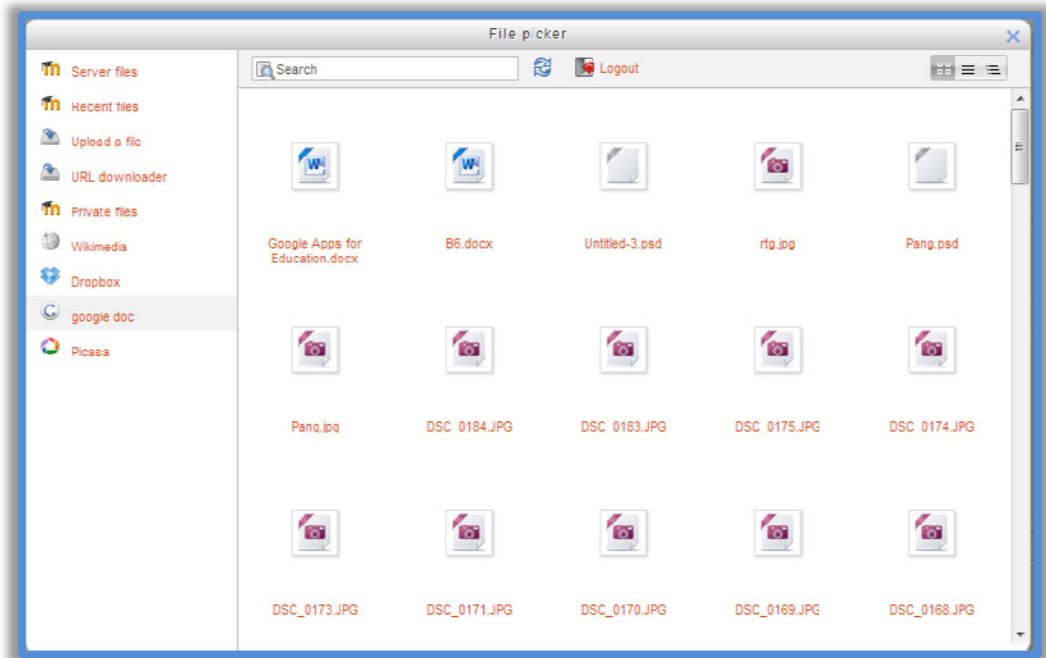 File picker
Server files
Recent files
Upload a file
URL downloader
Private files
Wikimedia
Dropbox
google doc
Picasa
Search
Logout
Google Apps for
Education.docx
B6.docx
Untitled-3.psd
rtg.jpg
Pang.psd
Pang.jpg
DSC_0184.JPG
DSC_0183.JPG
DSC_0175.JPG
DSC_0174.JPG
DSC_0173.JPG
DSC_0171.JPG
DSC_0170.JPG
DSC_0169.JPG
DSC_0168.JPG